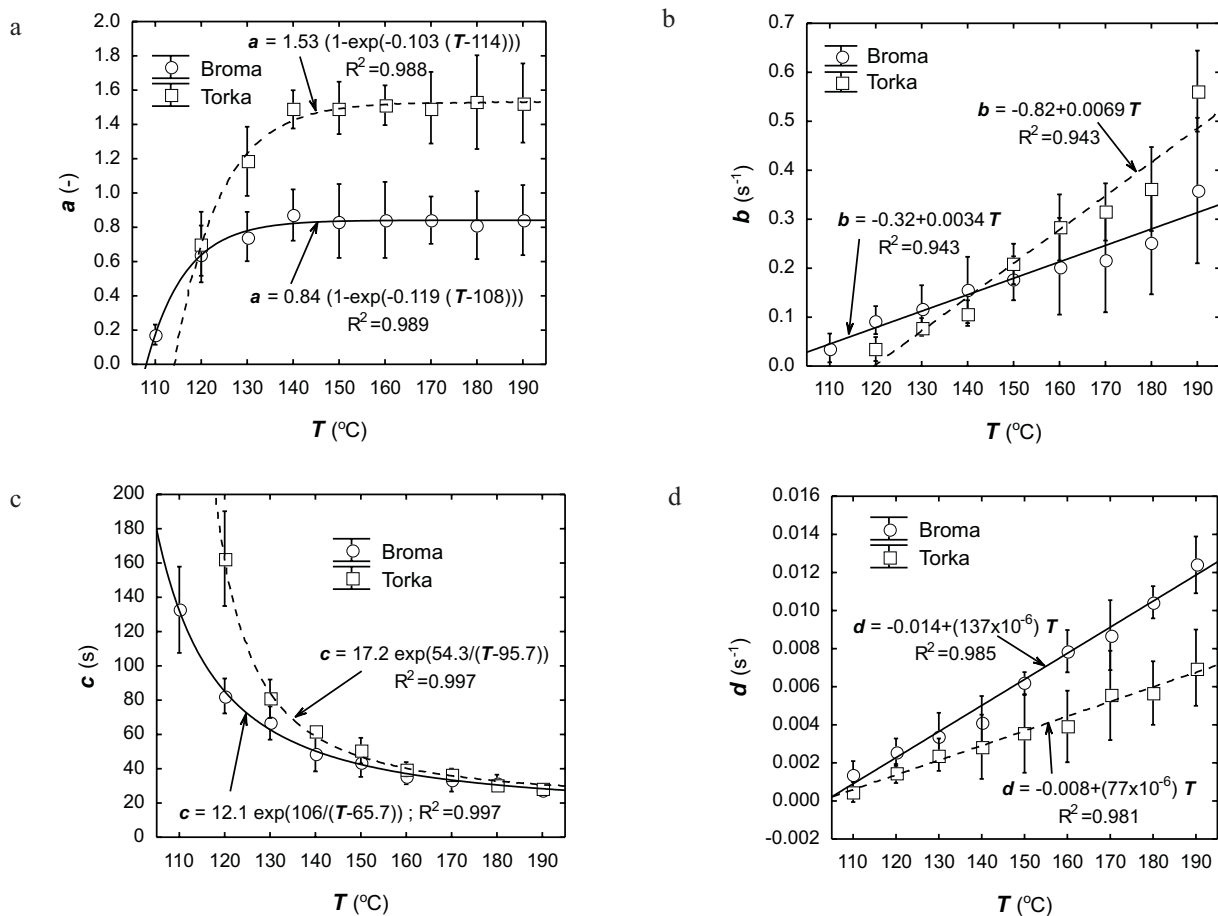 a
2.0
1.8
1.6
1.4
1.2
1.0
0.8
0.6
0.4
0.2
0.0
a (-)
a = 1.53 (1-exp(-0.103 (T-114)))
R²=0.988
Broma
Torka
a = 0.84 (1-exp(-0.119 (T-108)))
R²=0.989
110 120 130 140 150 160 170 180 190
T (ºC)
b
0.7
0.6
0.5
0.4
0.3
0.2
0.1
0.0
b (s⁻¹)
Broma
Torka
b = -0.82+0.0069 T
R²=0.943
b = -0.32+0.0034 T
R²=0.943
110 120 130 140 150 160 170 180 190
T (ºC)
c
200
180
160
140
120
100
80
60
40
20
0
c (s)
Broma
Torka
c = 17.2 exp(54.3/(T-95.7))
R²=0.997
c = 12.1 exp(106/(T-65.7)) ; R²=0.997
110 120 130 140 150 160 170 180 190
T (ºC)
d
0.016
0.014
0.012
0.010
0.008
0.006
0.004
0.002
0.000
-0.002
d (s⁻¹)
Broma
Torka
d = -0.014+(137x10⁻⁶) T
R²=0.985
d = -0.008+(77x10⁻⁶) T
R²=0.981
110 120 130 140 150 160 170 180 190
T (ºC)